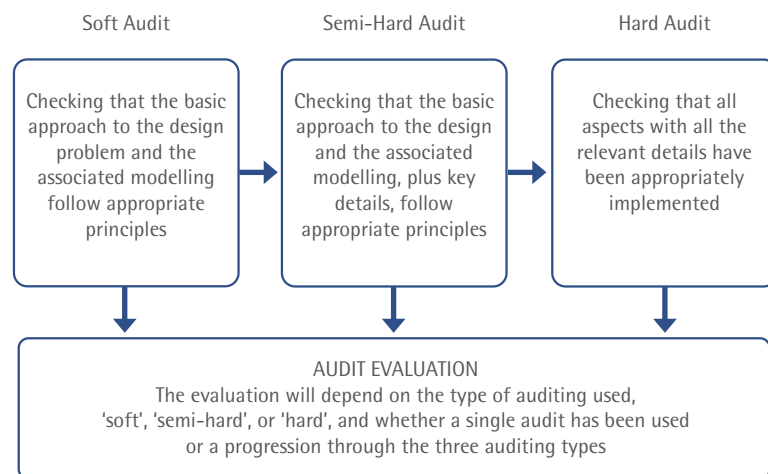 Soft Audit
Semi-Hard Audit
Hard Audit
Checking that the basic
approach to the design
problem and the
associated modelling
follow appropriate
principles
Checking that the basic
approach to the design
and the associated
modelling, plus key
details, follow
appropriate principles
Checking that all
aspects with all the
relevant details have
been appropriately
implemented
AUDIT EVALUATION
The evaluation will depend on the type of auditing used,
‘soft’, ‘semi-hard’, or ‘hard’, and whether a single audit has been used
or a progression through the three auditing types